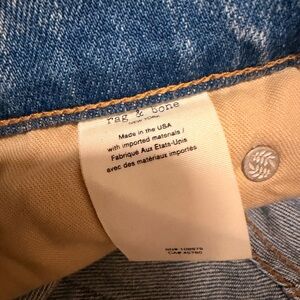 rag & bone
NEW YORK
Made in the USA
with imported materials /
Fabriqué Aux États-Unis
avec des matériaux importés